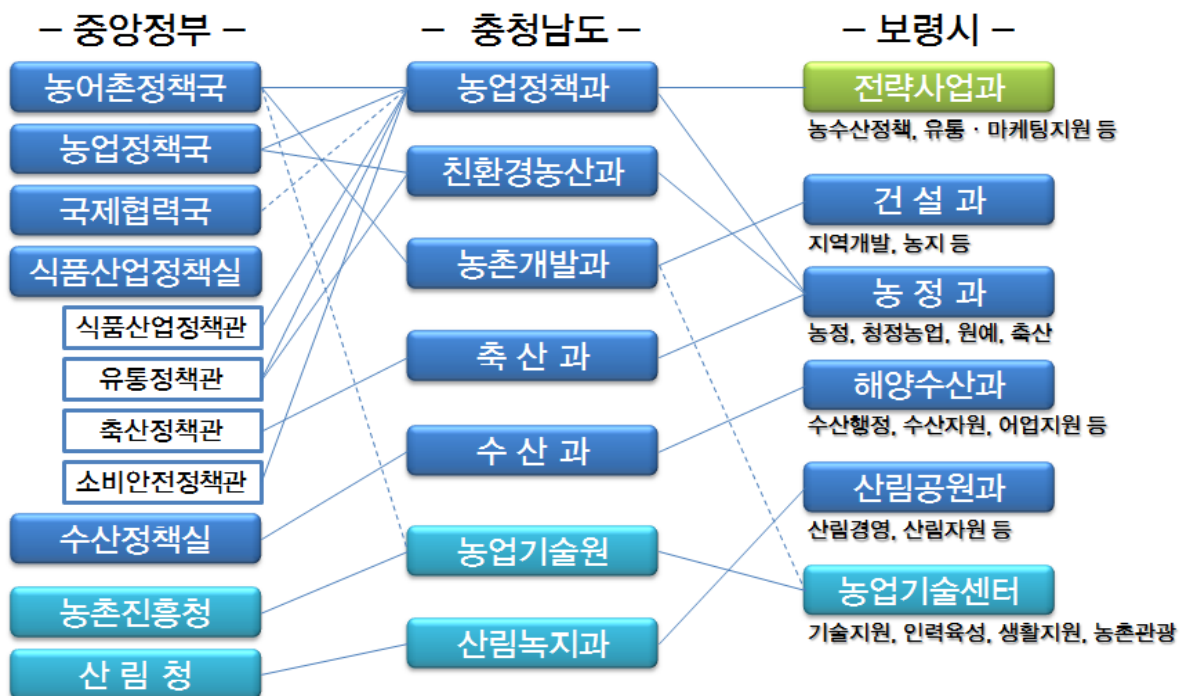 – 중앙정부 –
농어촌정책국
농업정책국
국제협력국
식품산업정책실
식품산업정책관
유통정책관
축산정책관
소비안전정책관
수산정책실
농촌진흥청
산 림 청
– 충청남도 –
농업정책과
친환경농산과
농촌개발과
축 산 과
수 산 과
농업기술원
산림녹지과
– 보령시 –
전략사업과
농수산정책, 유통 · 마케팅지원 등
건 설 과
지역개발, 농지 등
농 정 과
농정, 청정농업, 원예, 축산
해양수산과
수산행정, 수산자원, 어업지원 등
산림공원과
산림경영, 산림자원 등
농업기술센터
기술지원, 인력육성, 생활지원, 농촌관광